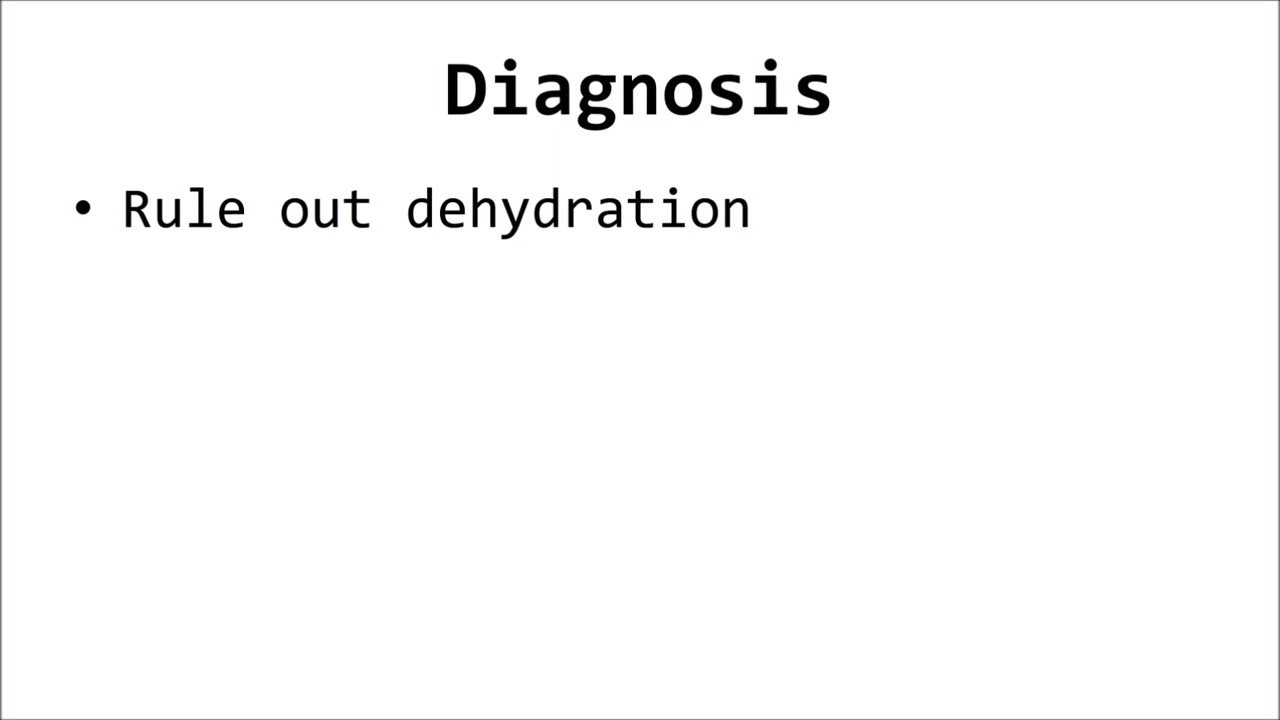 Diagnosis
• Rule out dehydration